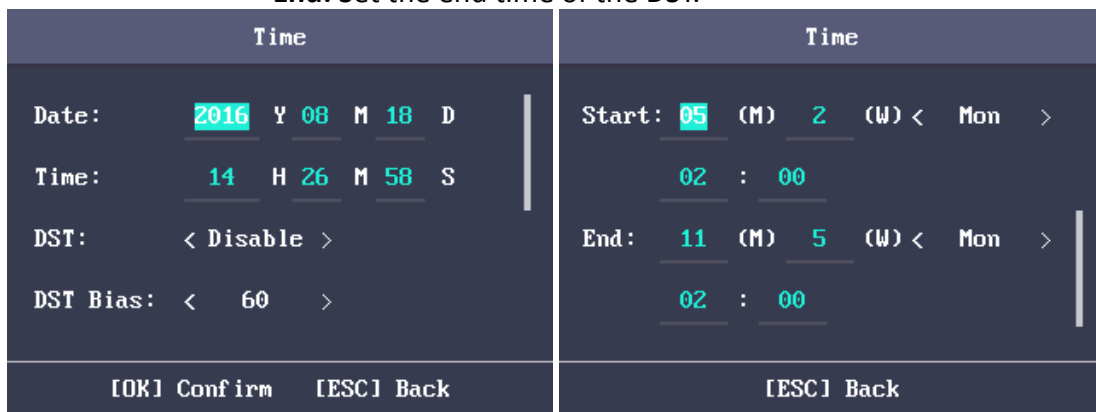 End: Set the end time of the DST.
Time
Date: 2016 Y 08 M 18 D
Time: 14 H 26 M 58 S
DST: < Disable >
DST Bias: < 60 >
[OK] Confirm [ESC] Back
Time
Start: 05 (M) 2 (W) < Mon >
02 : 00
End: 11 (M) 5 (W) < Mon >
02 : 00
[ESC] Back